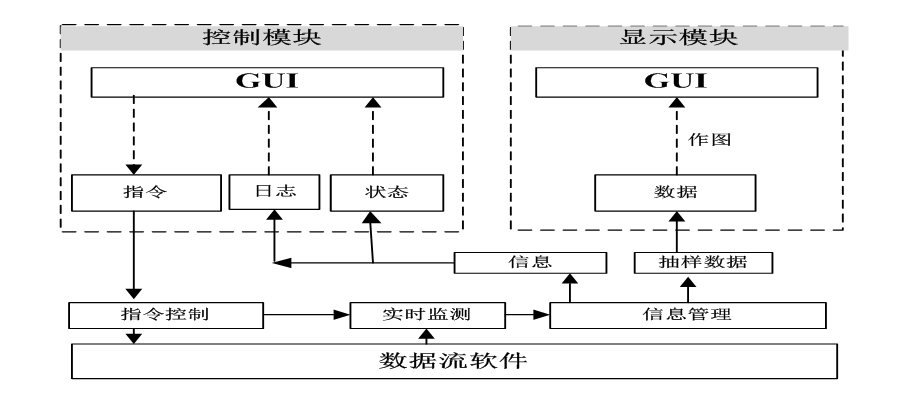 控制模块
显示模块
GUI
GUI
作图
指令
日志
状态
数据
信息
抽样数据
指令控制
实时监测
信息管理
数据流软件